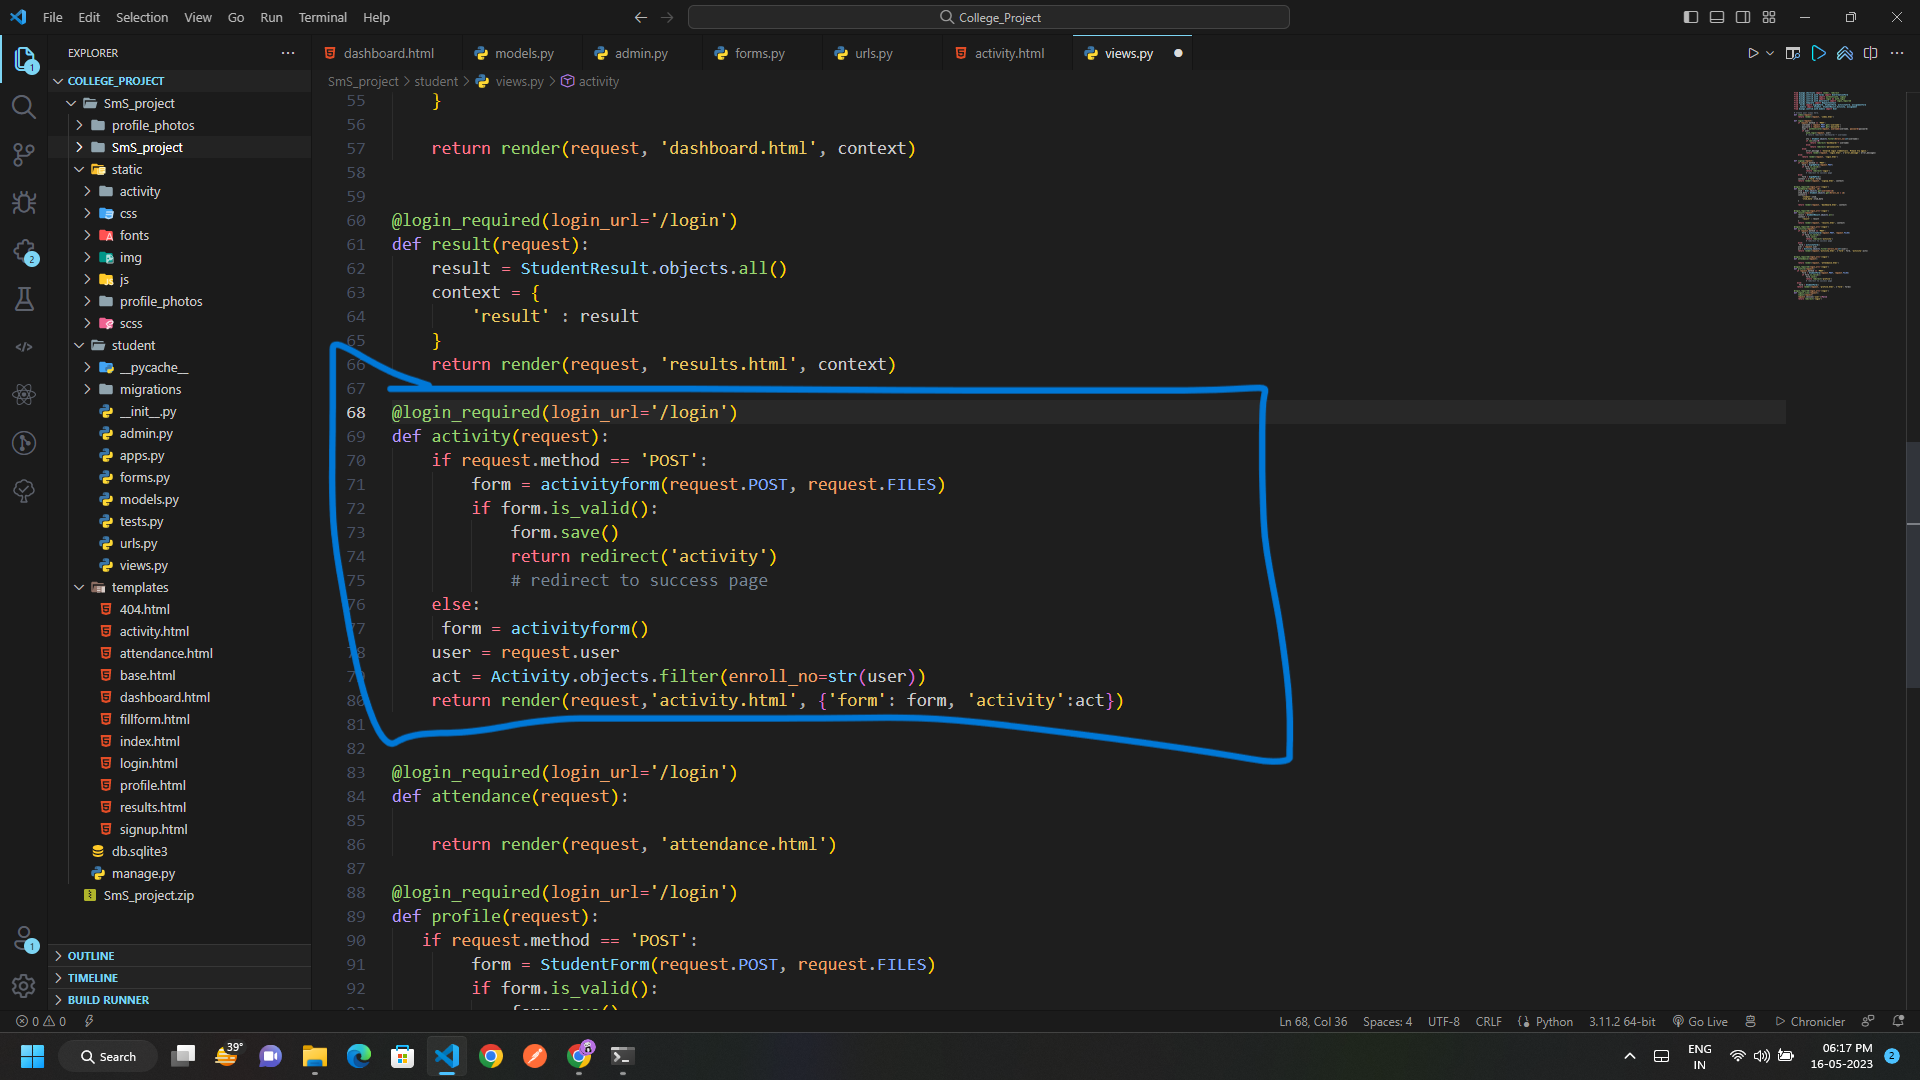 File Edit Selection View Go Run Terminal Help
College_Project
EXPLORER
dashboard.html models.py admin.py forms.py urls.py activity.html views.py
SmS_project > student > views.py > activity
COLLEGE_PROJECT
SmS_project
profile_photos
SmS_project
static
activity
css
fonts
img
js
profile_photos
scss
student
__pycache__
migrations
__init__.py
admin.py
apps.py
forms.py
models.py
tests.py
urls.py
views.py
templates
404.html
activity.html
attendance.html
base.html
dashboard.html
fillform.html
index.html
login.html
profile.html
results.html
signup.html
db.sqlite3
manage.py
SmS_project.zip
OUTLINE
TIMELINE
BUILD RUNNER
1
2
1
55 }
56
57 return render(request, 'dashboard.html', context)
58
59
60 @login_required(login_url='/login')
61 def result(request):
62 result = StudentResult.objects.all()
63 context = {
64 'result' : result
65 }
66 return render(request, 'results.html', context)
67
68 @login_required(login_url='/login')
69 def activity(request):
70 if request.method == 'POST':
71 form = activityform(request.POST, request.FILES)
72 if form.is_valid():
73 form.save()
74 return redirect('activity')
75 # redirect to success page
76 else:
77 form = activityform()
78 user = request.user
79 act = Activity.objects.filter(enroll_no=str(user))
80 return render(request,'activity.html', {'form': form, 'activity':act})
81
82
83 @login_required(login_url='/login')
84 def attendance(request):
85
86 return render(request, 'attendance.html')
87
88 @login_required(login_url='/login')
89 def profile(request):
90 if request.method == 'POST':
91 form = StudentForm(request.POST, request.FILES)
92 if form.is_valid():
0 0
Ln 68, Col 36 Spaces: 4 UTF-8 CRLF Python 3.11.2 64-bit Go Live Chronicler
Search
39°
ENG
IN
06:17 PM
16-05-2023
2